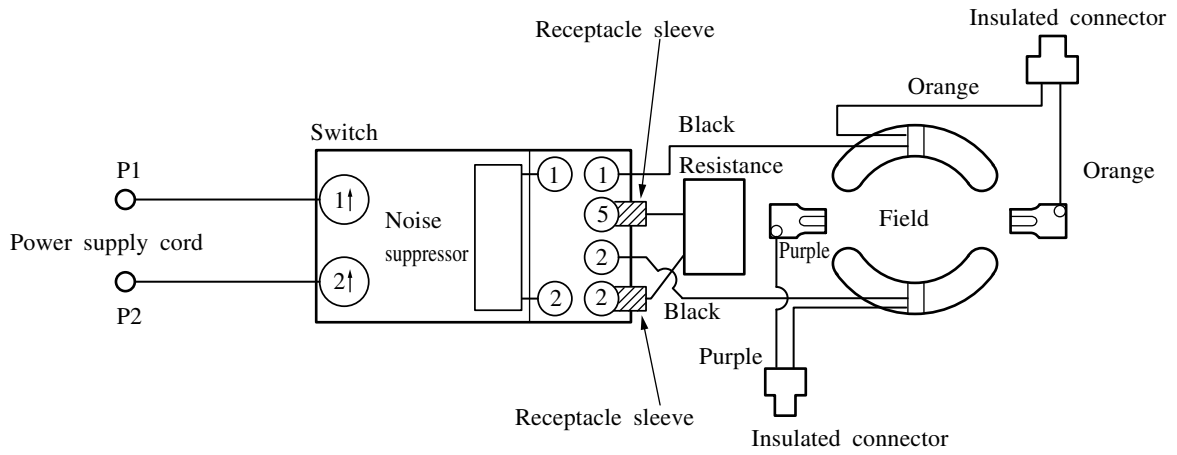 Insulated connector
Receptacle sleeve
Orange
Black
Switch
Resistance
P1
1
1
Orange
1↑
5
Noise
suppressor
Field
Power supply cord
Purple
2
2↑
2
2
Black
P2
Purple
Receptacle sleeve
Insulated connector